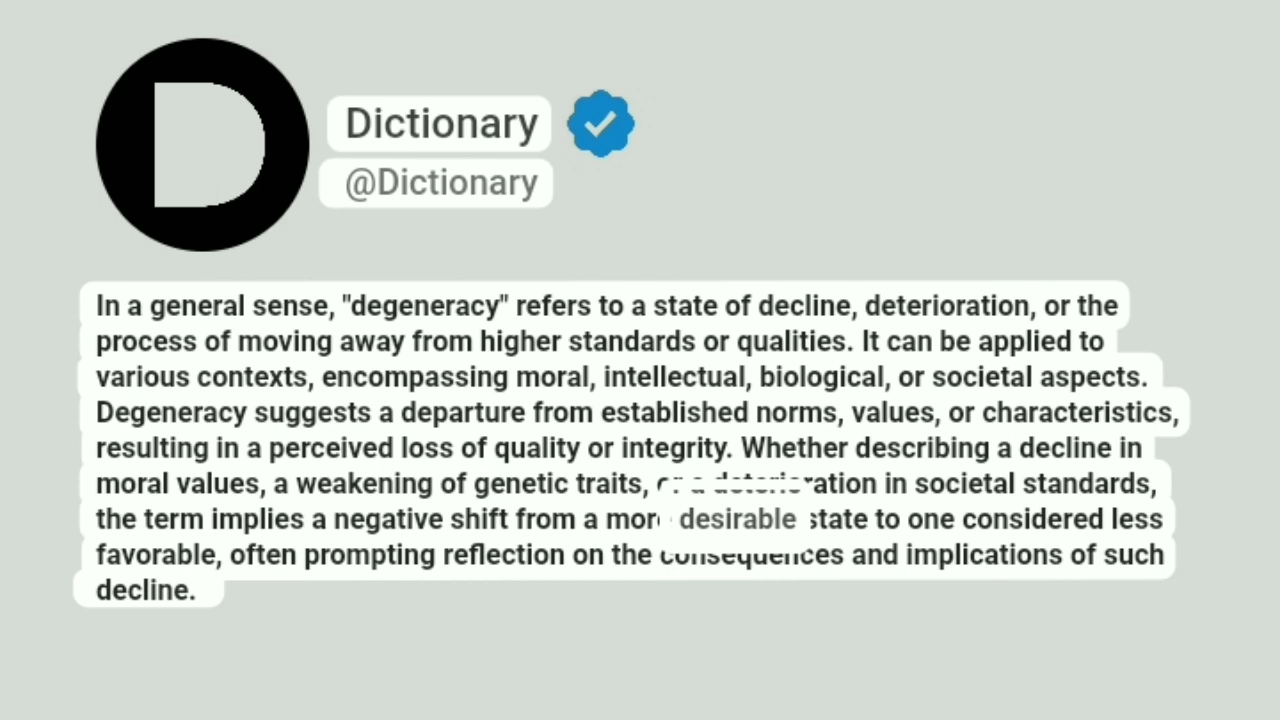 D
Dictionary
@Dictionary
In a general sense, "degeneracy" refers to a state of decline, deterioration, or the
process of moving away from higher standards or qualities. It can be applied to
various contexts, encompassing moral, intellectual, biological, or societal aspects.
Degeneracy suggests a departure from established norms, values, or characteristics,
resulting in a perceived loss of quality or integrity. Whether describing a decline in
moral values, a weakening of genetic traits, or a deterioration in societal standards,
the term implies a negative shift from a more desirable state to one considered less
favorable, often prompting reflection on the consequences and implications of such
decline.